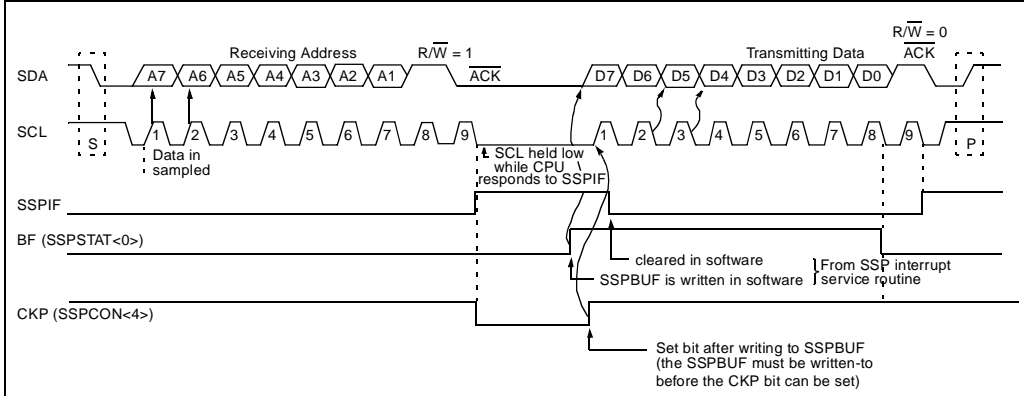 R/W = 0
Receiving Address R/W = 1 Transmitting Data ACK
SDA A7 A6 A5 A4 A3 A2 A1 ACK D7 D6 D5 D4 D3 D2 D1 D0
SCL S 1 2 3 4 5 6 7 8 9 1 2 3 4 5 6 7 8 9 P
Data in
sampled
SCL held low
while CPU
responds to SSPIF
SSPIF
BF (SSPSTAT<0>)
cleared in software
SSPBUF is written in software
From SSP interrupt
service routine
CKP (SSPCON<4>)
Set bit after writing to SSPBUF
(the SSPBUF must be written-to
before the CKP bit can be set)